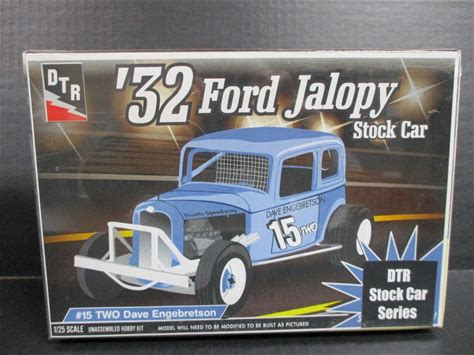 DTR
'32 Ford Jalopy
Stock Car
DAVE ENGEBRETSON
15 TWO
DTR
Stock Car
Series
#15 TWO Dave Engebretson
1/25 SCALE UNASSEMBLED HOBBY KIT MODEL WILL NEED TO BE MODIFIED TO BE BUILT AS PICTURED